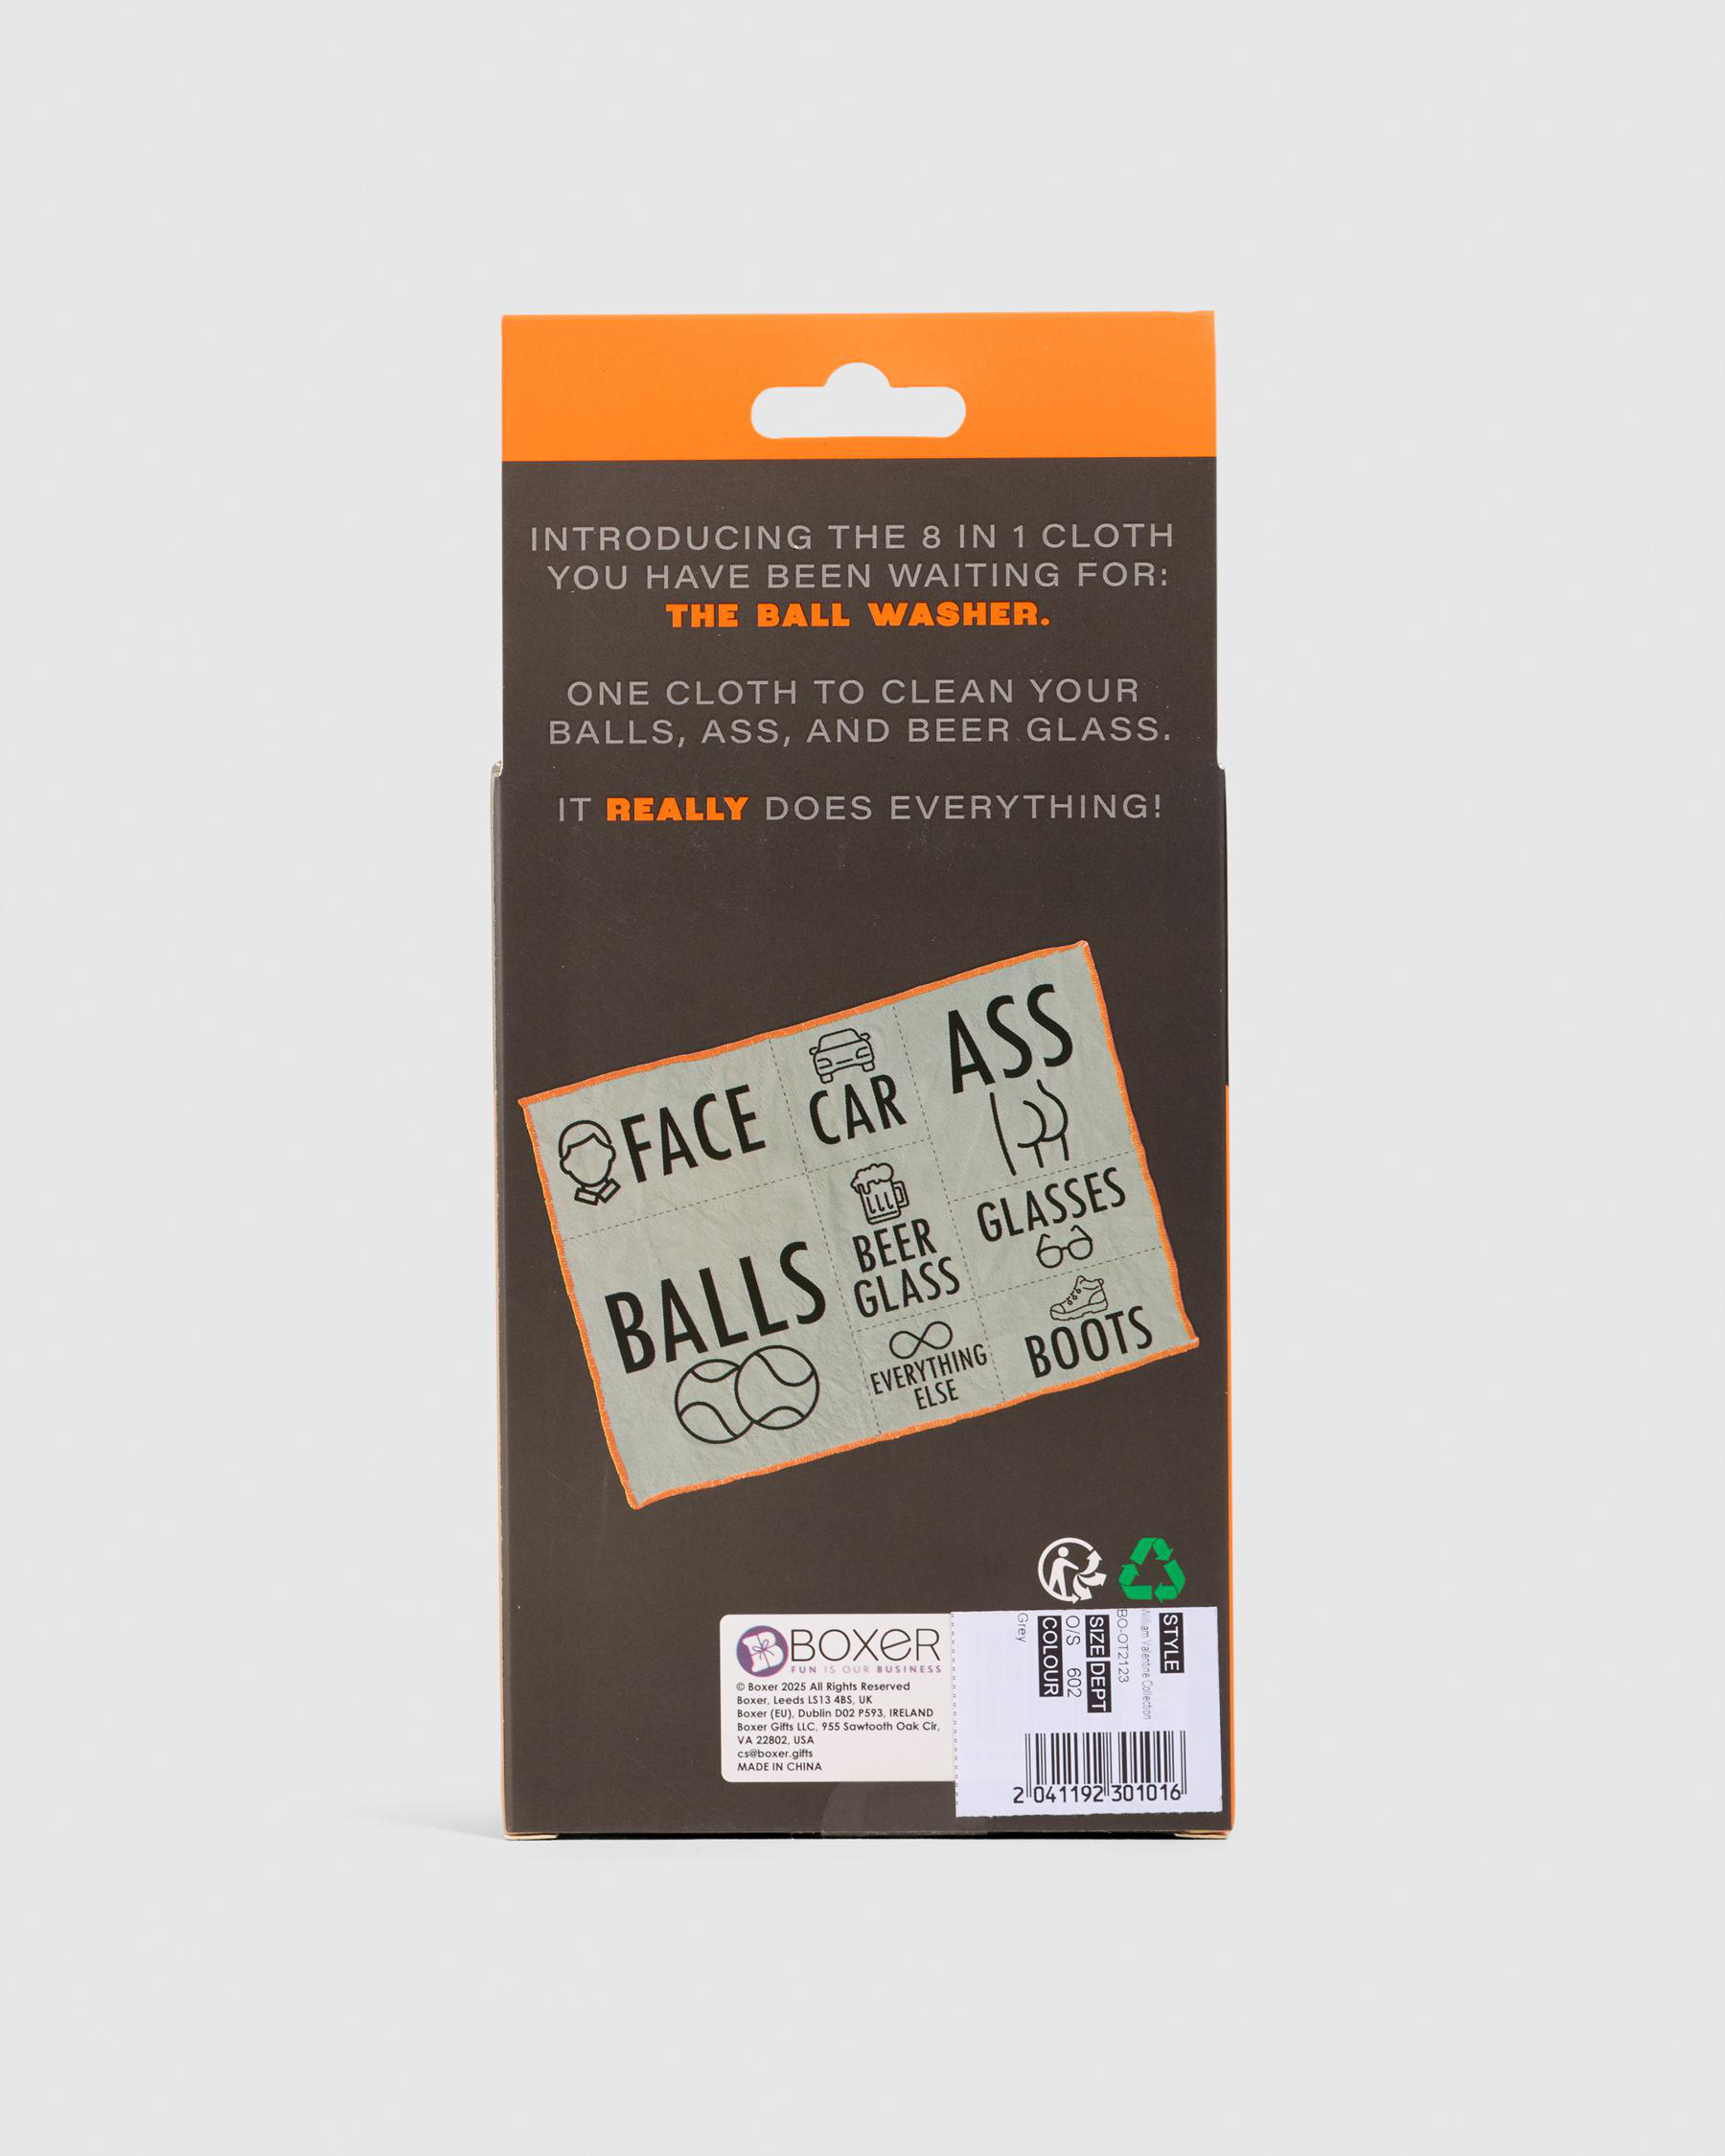 INTRODUCING THE 8 IN 1 CLOTH
YOU HAVE BEEN WAITING FOR:
THE BALL WASHER.
ONE CLOTH TO CLEAN YOUR
BALLS, ASS, AND BEER GLASS.
IT REALLY DOES EVERYTHING!
FACE
CAR
ASS
BALLS
BEER
GLASS
GLASSES
EVERYTHING
ELSE
BOOTS
BOXER
FUN IS OUR BUSINESS
© Boxer 2025 All Rights Reserved
Boxer, Leeds LS13 4BS, UK
Boxer (EU), Dublin D02 P593, IRELAND
Boxer Gifts LLC, 955 Sawtooth Oak Cir,
VA 22802, USA
cs@boxer.gifts
MADE IN CHINA
STYLE
William Valentine Collection
BO-OT2123
SIZE DEPT
O/S 602
COLOUR
Grey
2 041192 301016